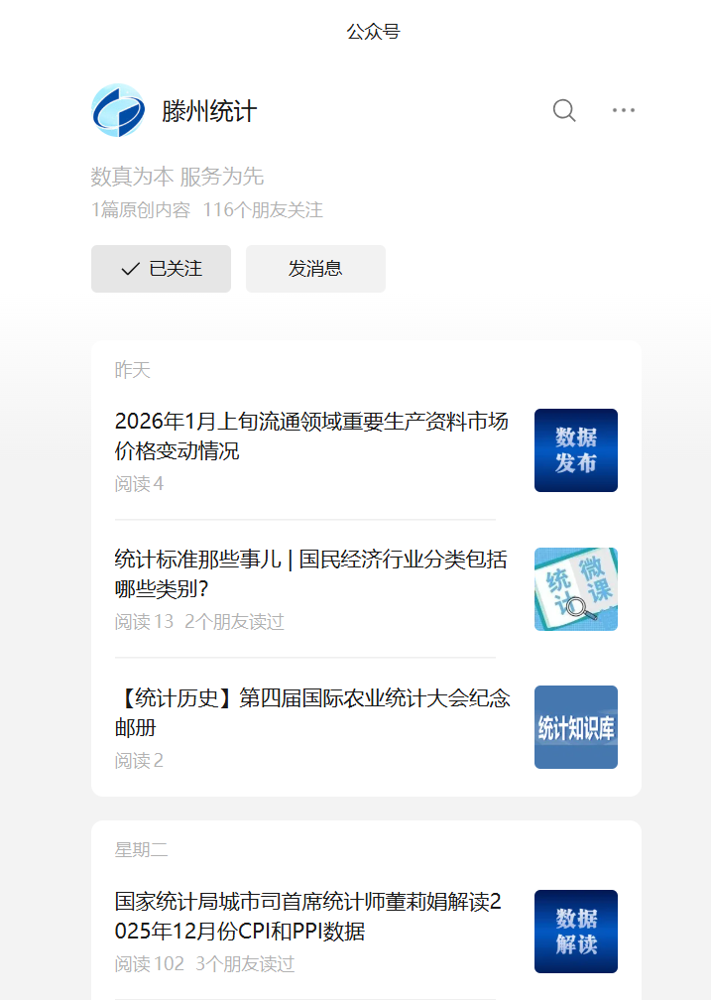 公众号
滕州统计
数真为本 服务为先
1篇原创内容 116个朋友关注
已关注
发消息
昨天
2026年1月上旬流通领域重要生产资料市场
价格变动情况
阅读 4
数据
发布
统计标准那些事儿 | 国民经济行业分类包括
哪些类别?
阅读 13 2个朋友读过
统计
微课
【统计历史】第四届国际农业统计大会纪念
邮册
阅读 2
统计知识库
星期二
国家统计局城市司首席统计师董莉娟解读2
025年12月份CPI和PPI数据
阅读 102 3个朋友读过
数据
解读